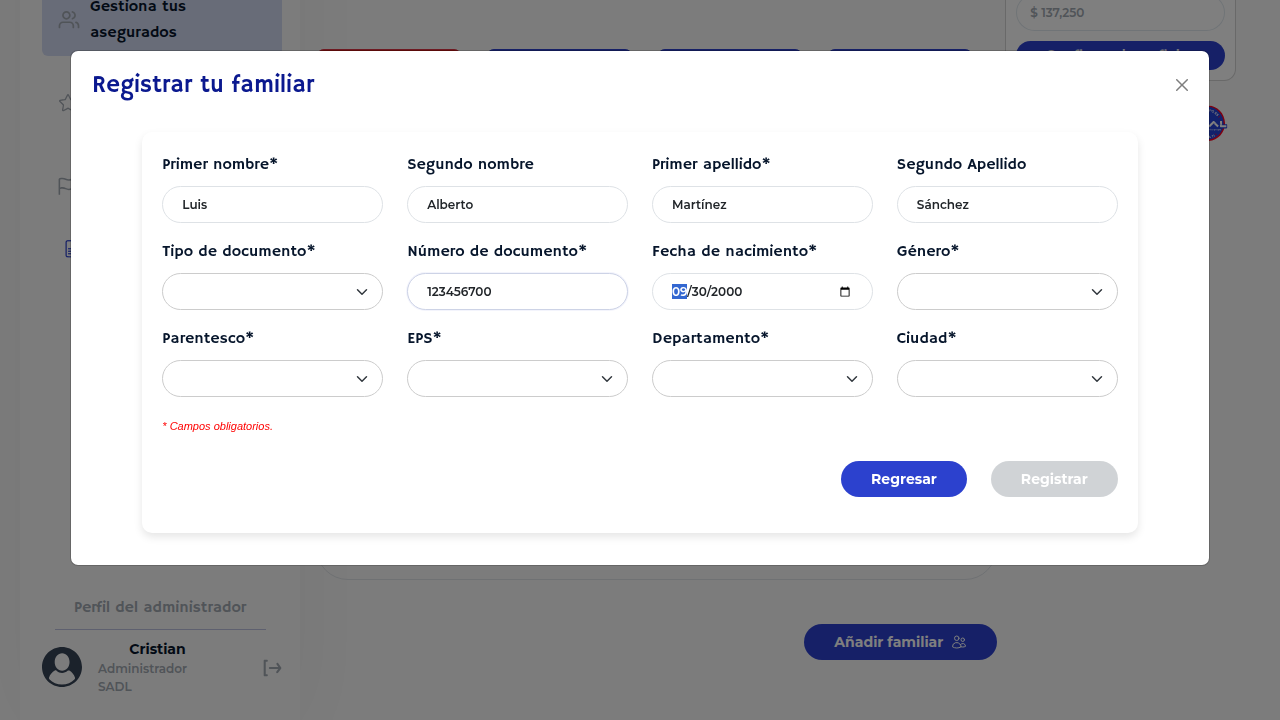 Gestiona tus
asegurados
$ 137,250
Registrar tu familiar
Primer nombre*
Segundo nombre
Primer apellido*
Segundo Apellido
Luis
Alberto
Martínez
Sánchez
Tipo de documento*
Número de documento*
Fecha de nacimiento*
Género*
123456700
09/30/2000
Parentesco*
EPS*
Departamento*
Ciudad*
* Campos obligatorios.
Regresar
Registrar
Perfil del administrador
Cristian
Administrador
SADL
Añadir familiar